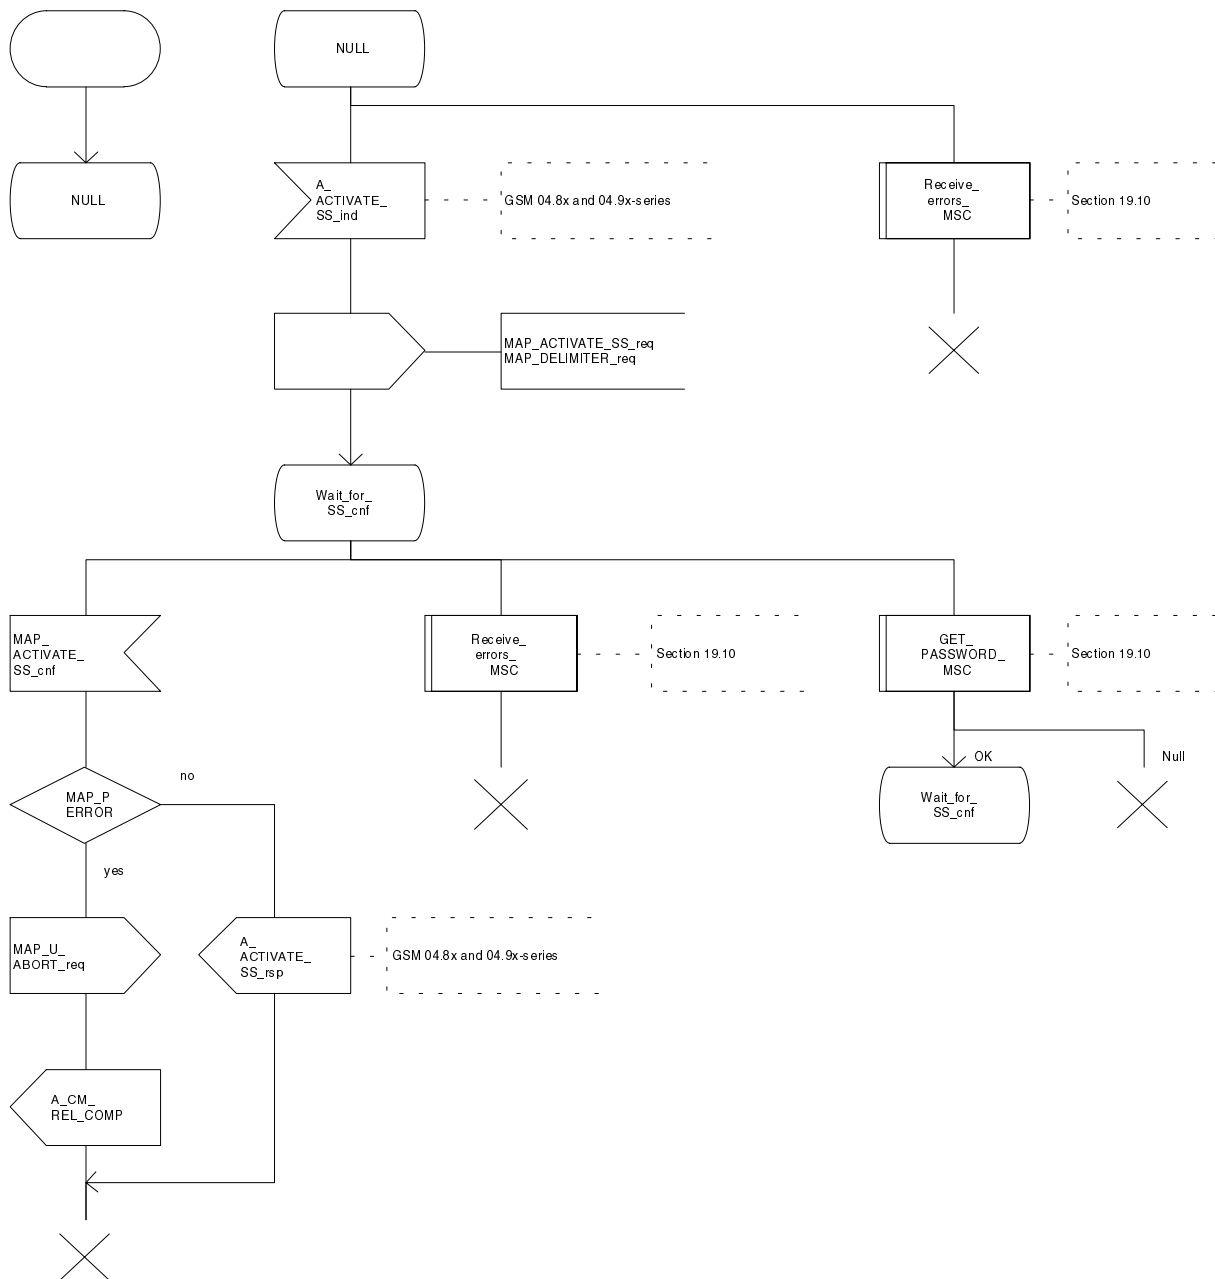 NULL
NULL
A_
ACTIVATE_
SS_ind
GSM 04.8x and 04.9x-series
Receive_
errors_
MSC
Section 19.10
MAP_ACTIVATE_SS_req
MAP_DELIMITER_req
Wait_for_
SS_cnf
MAP_
ACTIVATE_
SS_cnf
Receive_
errors_
MSC
Section 19.10
GET_
PASSWORD_
MSC
Section 19.10
OK
Null
no
MAP_P
ERROR
Wait_for_
SS_cnf
yes
MAP_U_
ABORT_req
A_
ACTIVATE_
SS_rsp
GSM 04.8x and 04.9x-series
A_CM_
REL_COMP